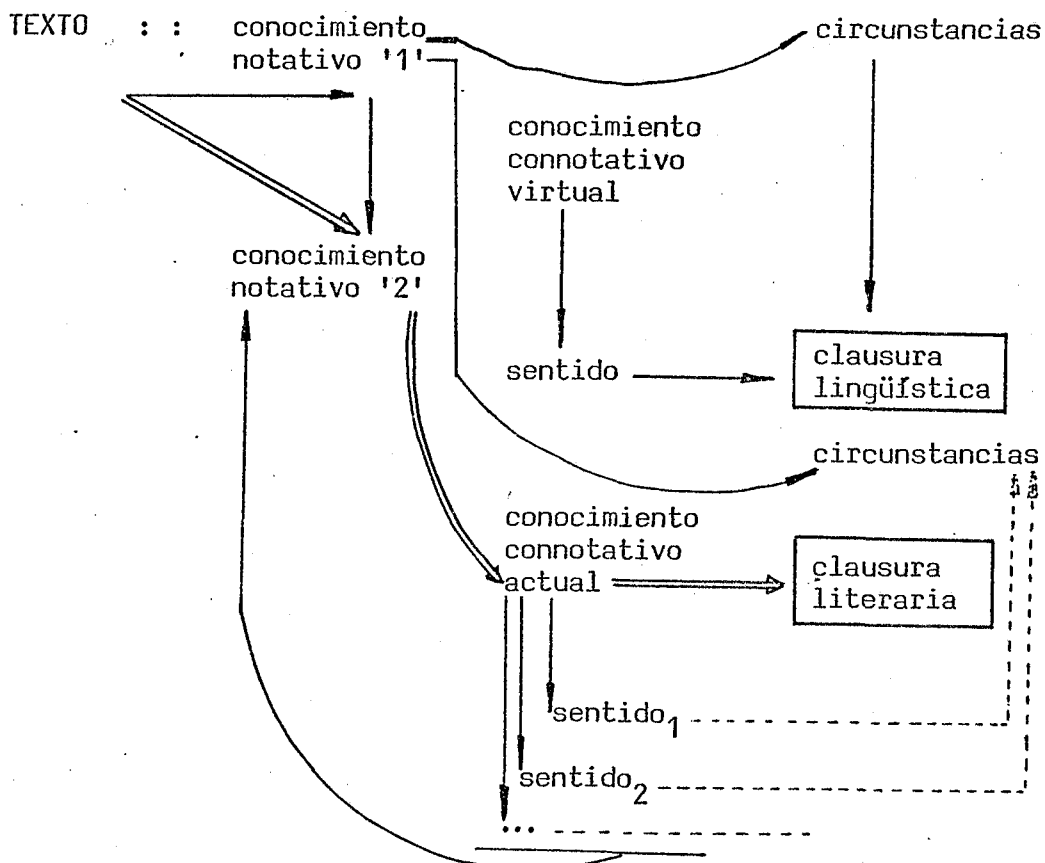 TEXTO : : conocimiento notativo '1'
circunstancias
conocimiento
connotativo
virtual
conocimiento
notativo '2'
sentido
clausura
lingüística
circunstancias
conocimiento
connotativo
actual
clausura
literaria
sentido1
sentido2
...